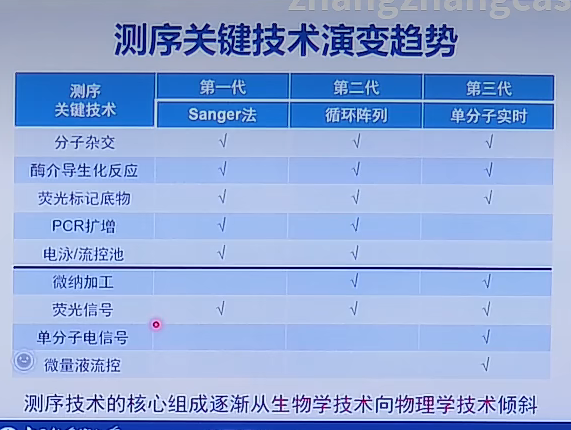 zhangzhangcas
测序关键技术演变趋势
测序
关键技术 第一代 第二代 第三代
Sanger法 循环阵列 单分子实时
分子杂交 √ √ √
酶介导生化反应 √ √ √
荧光标记底物 √ √ √
PCR扩增 √ √
电泳/流控池 √ √
微纳加工 √ √
荧光信号 √ √ √
单分子电信号 √
微量液流控 √
测序技术的核心组成逐渐从生物学技术向物理学技术倾斜